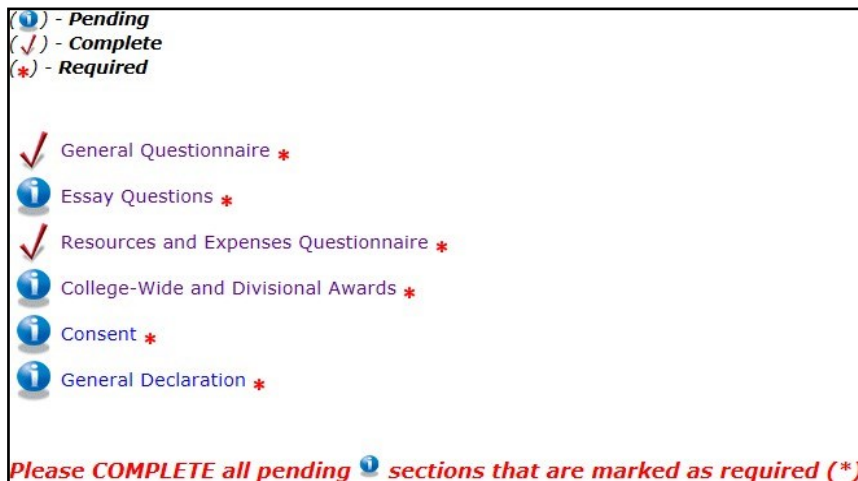 (i) - Pending
(√) - Complete
(*) - Required
General Questionnaire *
Essay Questions *
Resources and Expenses Questionnaire *
College-Wide and Divisional Awards *
Consent *
General Declaration *
Please COMPLETE all pending i sections that are marked as required (*)